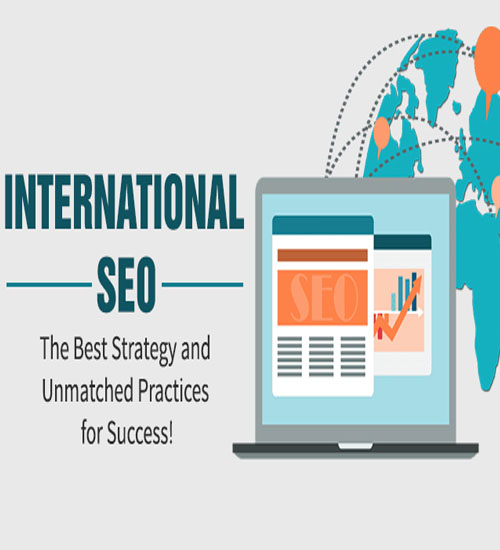 INTERNATIONAL
SEO
The Best Strategy and
Unmatched Practices
for Success!
SEO